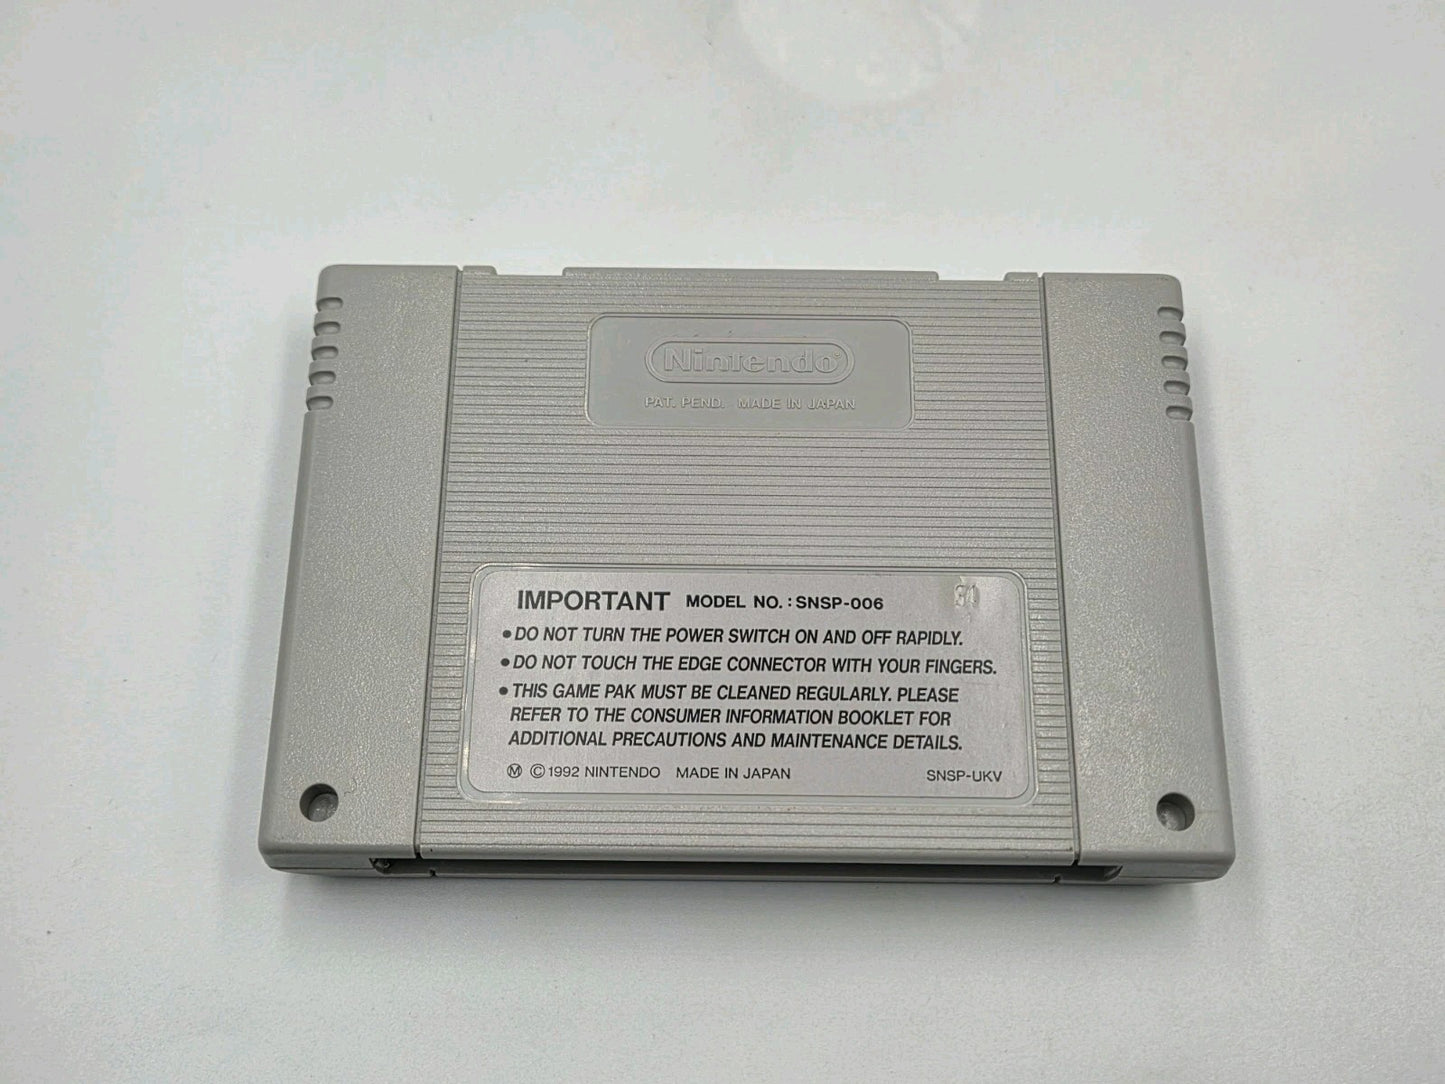 Nintendo®
PAT. PEND. MADE IN JAPAN
IMPORTANT MODEL NO. : SNSP-006
• DO NOT TURN THE POWER SWITCH ON AND OFF RAPIDLY.
• DO NOT TOUCH THE EDGE CONNECTOR WITH YOUR FINGERS.
• THIS GAME PAK MUST BE CLEANED REGULARLY. PLEASE
REFER TO THE CONSUMER INFORMATION BOOKLET FOR
ADDITIONAL PRECAUTIONS AND MAINTENANCE DETAILS.
Ⓜ © 1992 NINTENDO MADE IN JAPAN SNSP-UKV